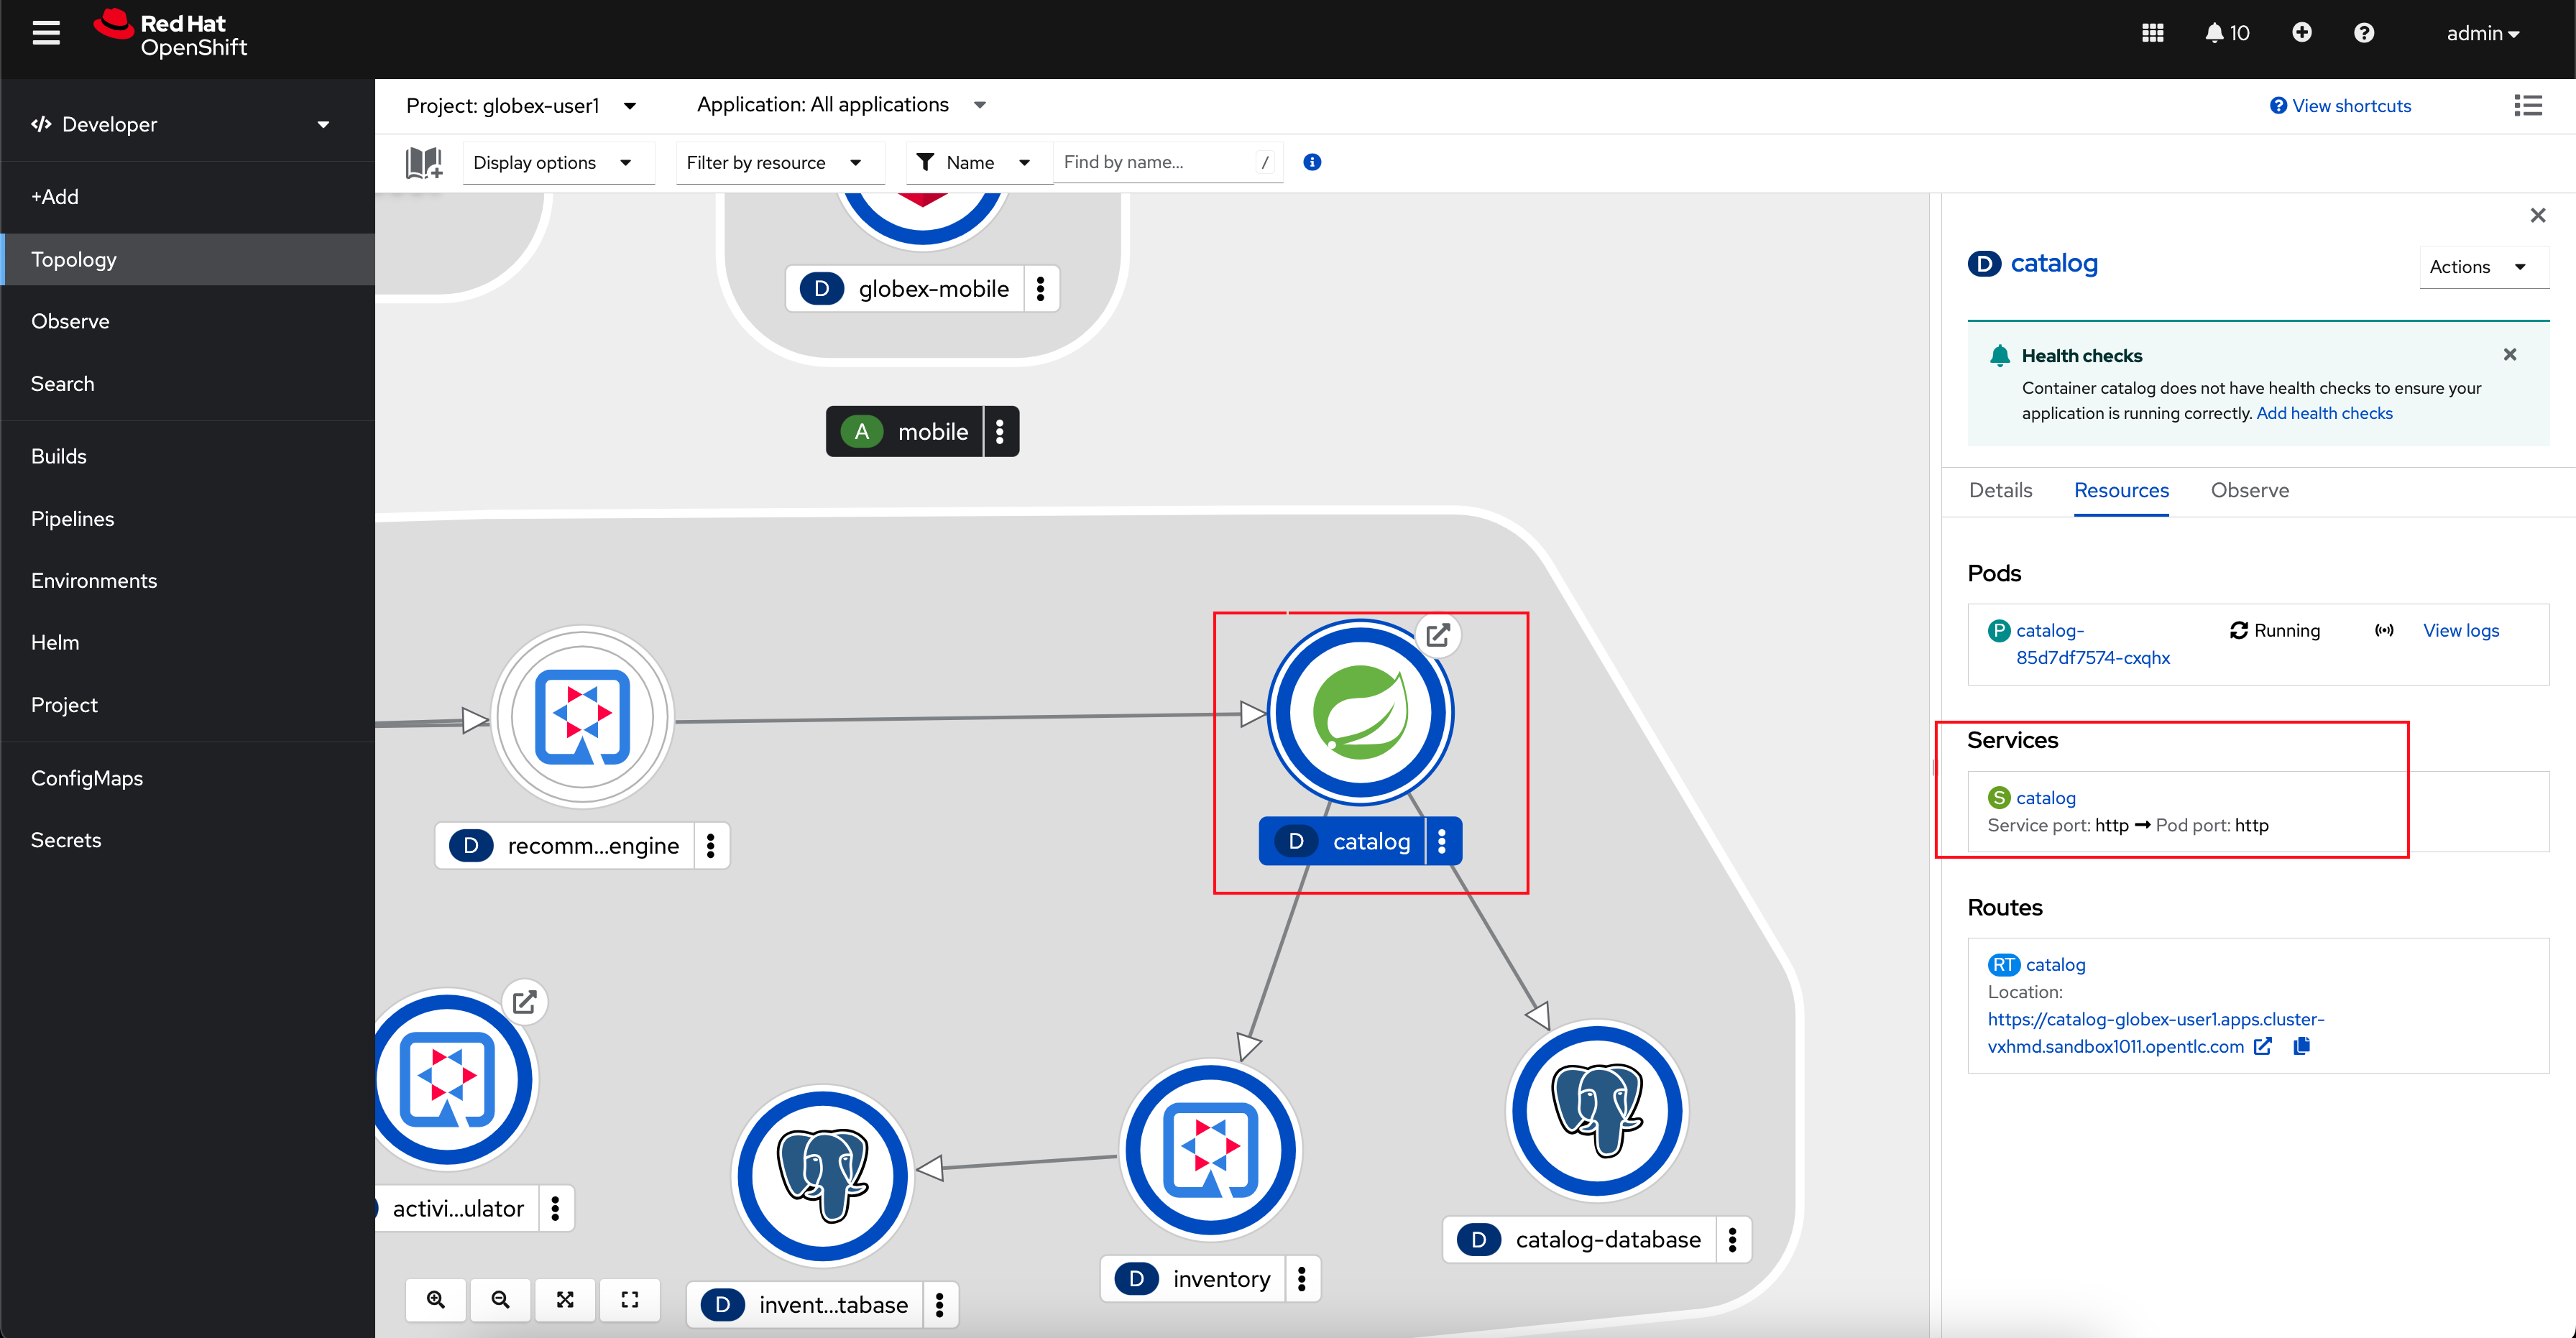 Red Hat
OpenShift
10
admin
Developer
+Add
Topology
Observe
Search
Builds
Pipelines
Environments
Helm
Project
ConfigMaps
Secrets
Project: globex-user1
Application: All applications
View shortcuts
Display options
Filter by resource
Name
Find by name...
/
D globex-mobile
A mobile
D recomm...engine
D catalog
activi...ulator
D invent...tabase
D inventory
D catalog-database
D catalog
Actions
Health checks
Container catalog does not have health checks to ensure your
application is running correctly. Add health checks
Details
Resources
Observe
Pods
P catalog-
85d7df7574-cxqhx
Running
View logs
Services
S catalog
Service port: http → Pod port: http
Routes
RT catalog
Location:
https://catalog-globex-user1.apps.cluster-
vxhmd.sandbox1011.opentlc.com